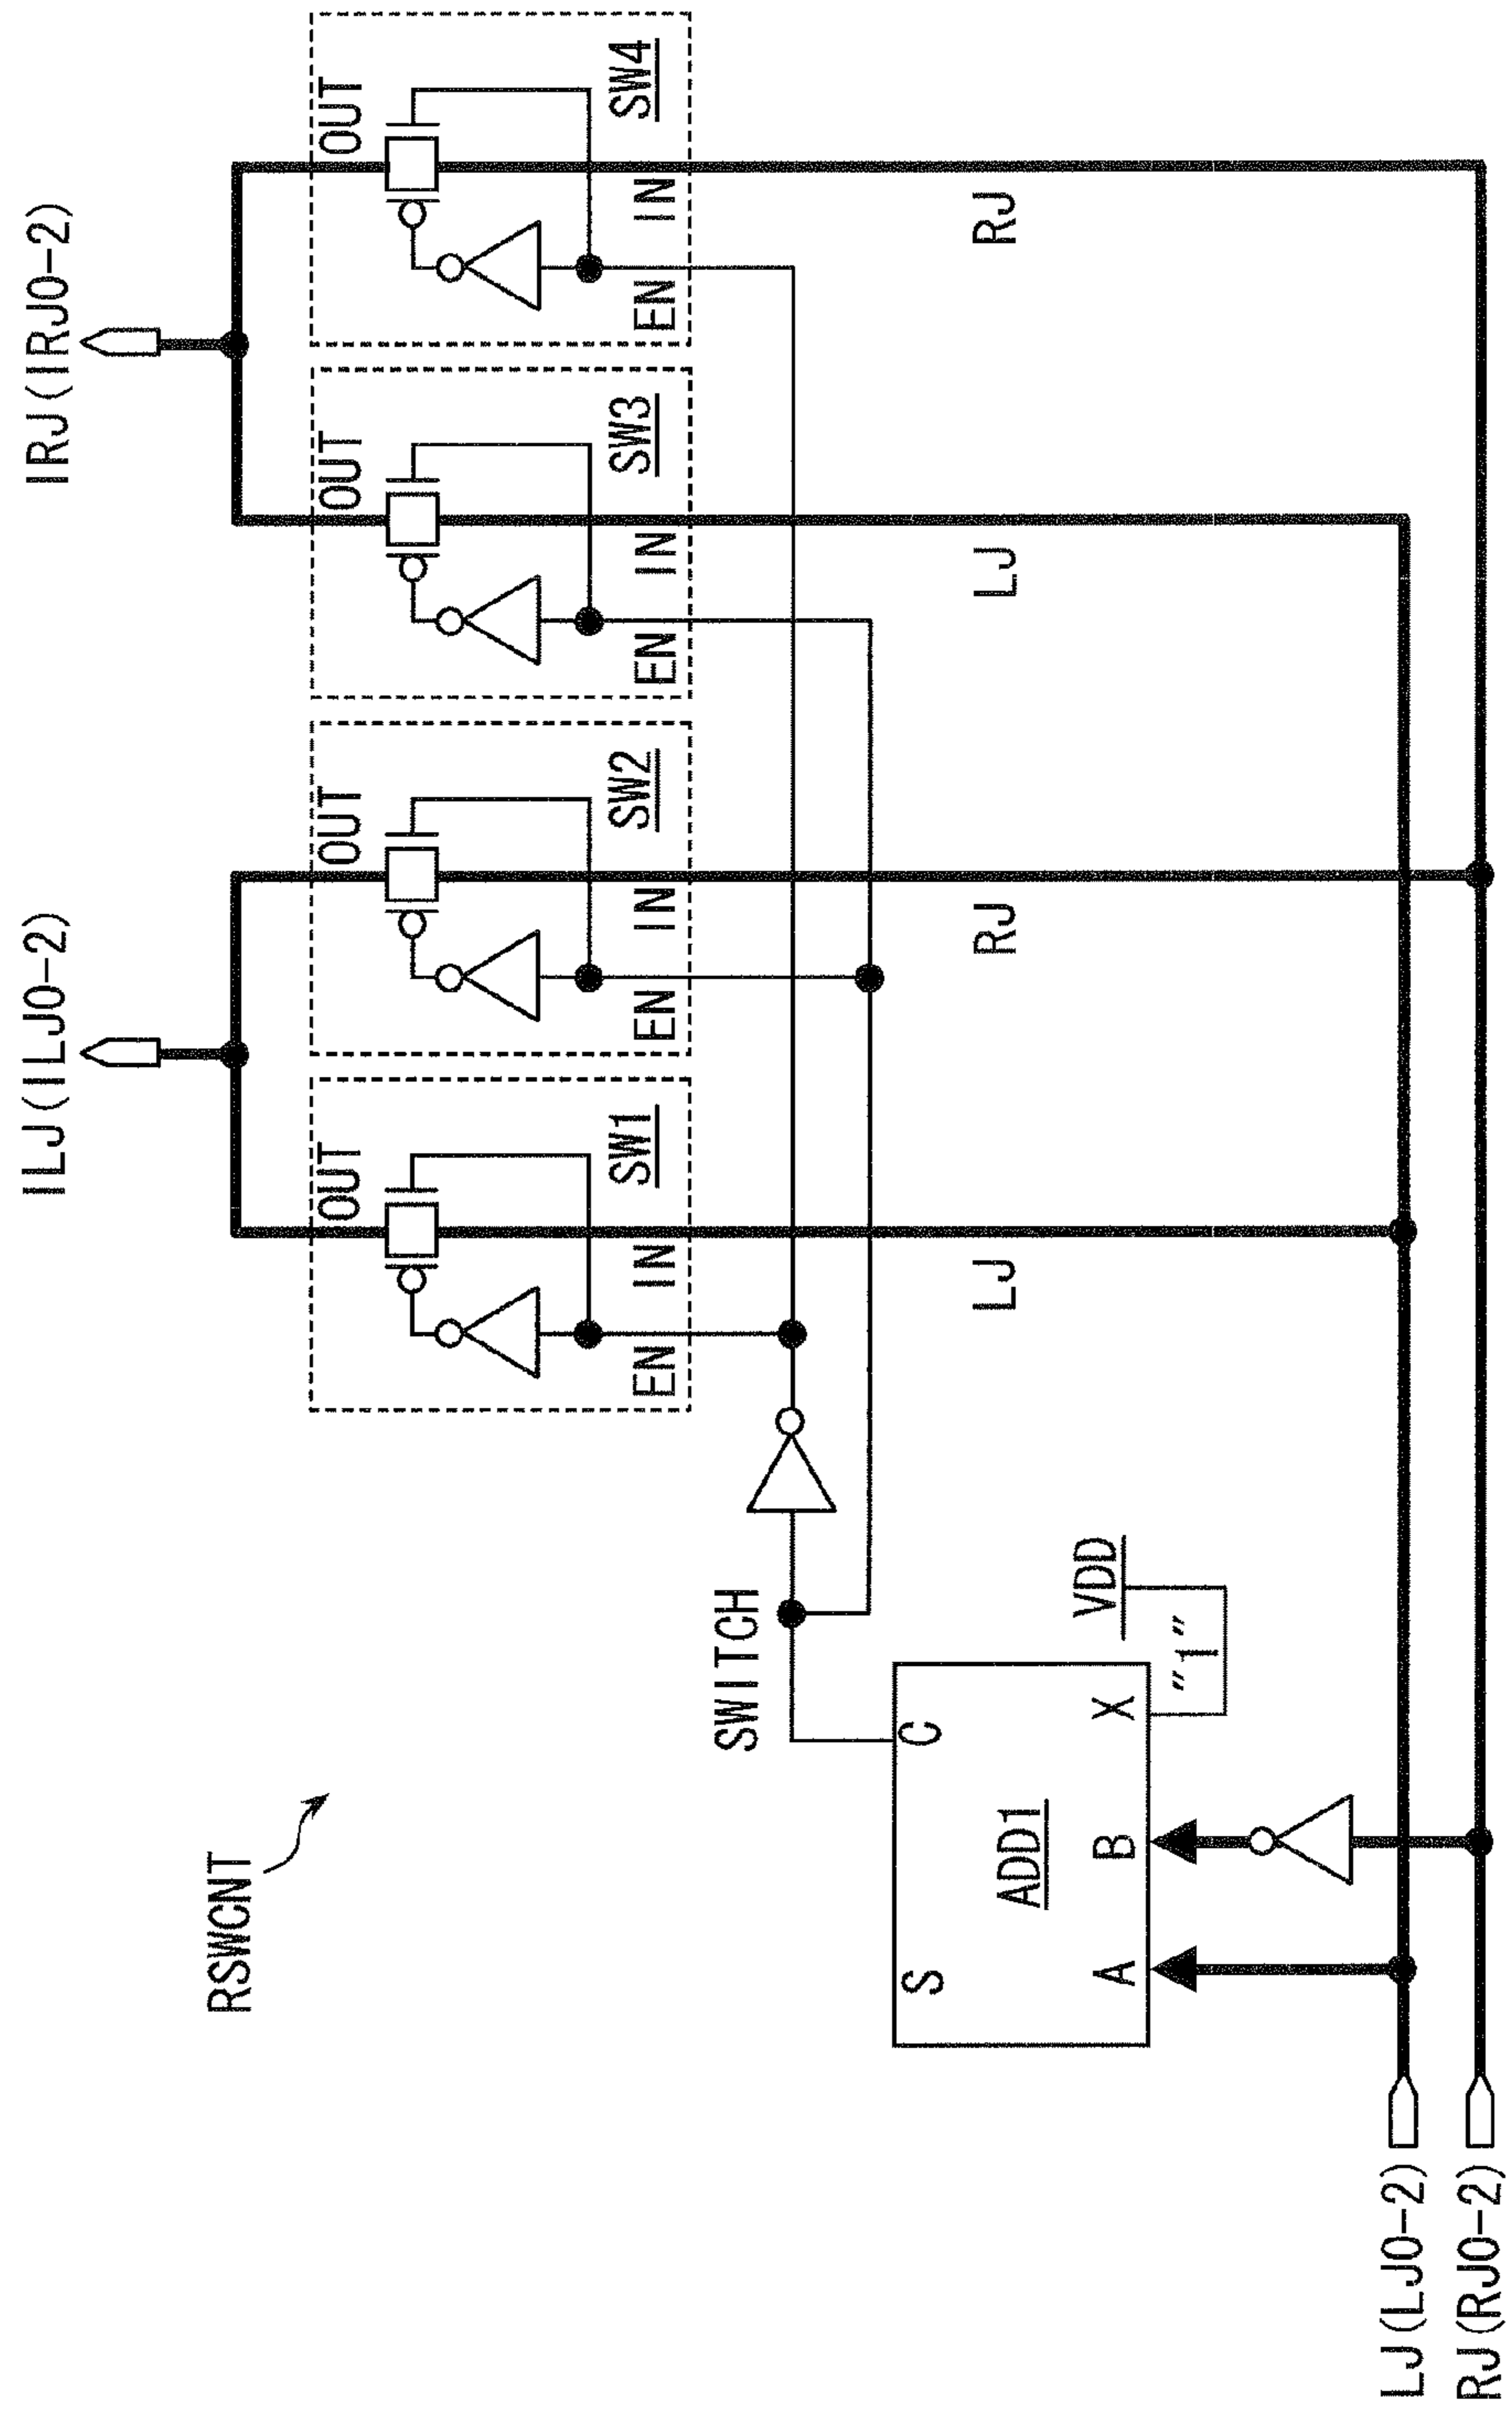 RSWCNT
ILJ(ILJ0-2)
IRJ(IRJ0-2)
OUT
OUT
OUT
OUT
EN IN SW1
EN IN SW2
EN IN SW3
EN IN SW4
SWITCH
S
C
ADD1
A
B
X
"1"
VDD
LJ
RJ
LJ
RJ
LJ(LJ0-2)
RJ(RJ0-2)